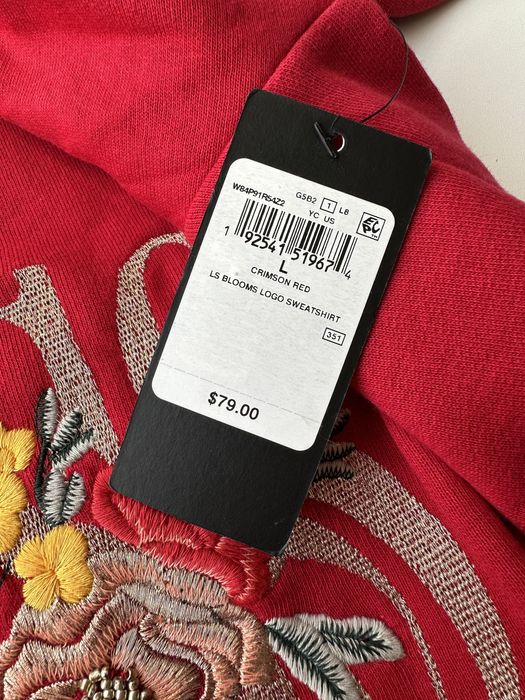 W84P91R54Z2 G5B2 1 L8
YC US
EPC
1 92541 51967 4
L
CRIMSON RED
LS BLOOMS LOGO SWEATSHIRT
351
$79.00